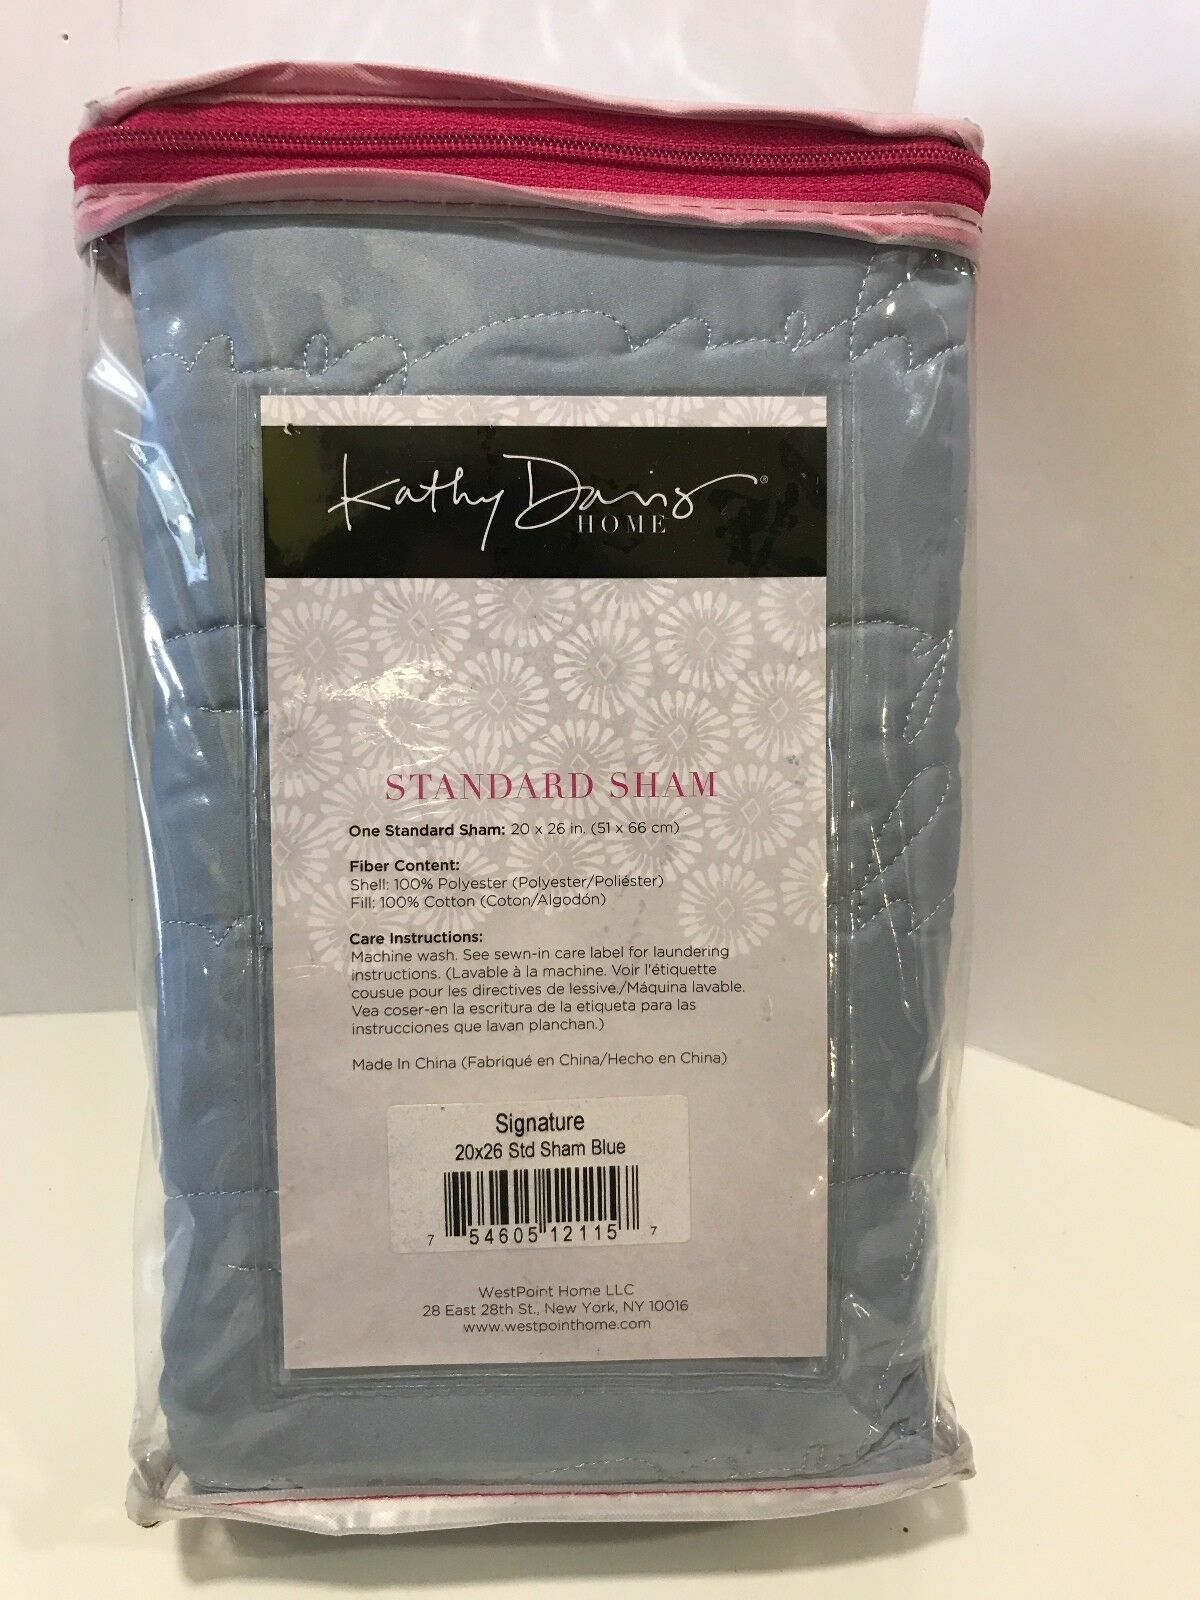 Kathy Davis®
HOME
STANDARD SHAM
One Standard Sham: 20 x 26 in. (51 x 66 cm)
Fiber Content:
Shell: 100% Polyester (Polyester/Poliéster)
Fill: 100% Cotton (Coton/Algodón)
Care Instructions:
Machine wash. See sewn-in care label for laundering
instructions. (Lavable à la machine. Voir l'étiquette
cousue pour les directives de lessive./Máquina lavable.
Vea coser-en la escritura de la etiqueta para las
instrucciones que lavan planchan.)
Made In China (Fabriqué en China/Hecho en China)
Signature
20x26 Std Sham Blue
7 54605 12115 7
WestPoint Home LLC
28 East 28th St., New York, NY 10016
www.westpointhome.com